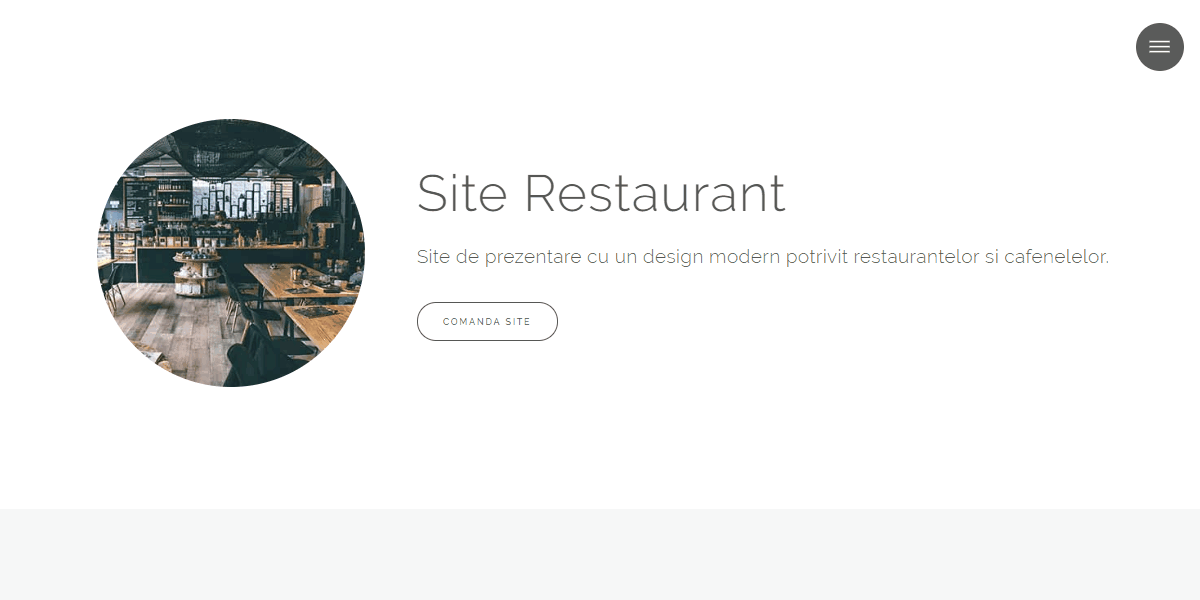 Site Restaurant
Site de prezentare cu un design modern potrivit restaurantelor si cafenelelor.
COMANDA SITE